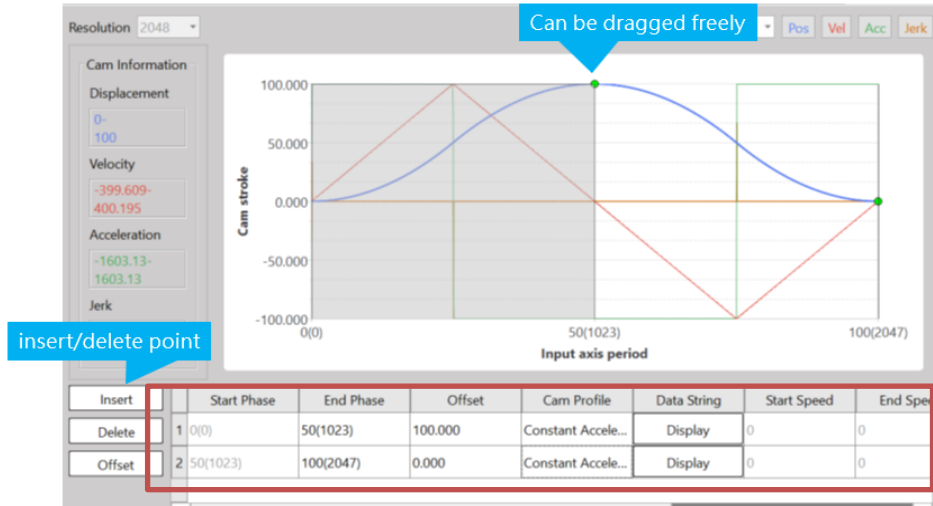 Resolution 2048
Can be dragged freely
Pos Vel Acc Jerk
Cam Information
Displacement
0-
100
Velocity
-399.609-
400.195
Acceleration
-1603.13-
1603.13
Jerk
insert/delete point
Cam stroke
100.000
50.000
0.000
-50.000
-100.000
0(0) 50(1023) 100(2047)
Input axis period
Insert
Delete
Offset
Start Phase End Phase Offset Cam Profile Data String Start Speed End Spee
1 0(0) 50(1023) 100.000 Constant Accele... Display 0 0
2 50(1023) 100(2047) 0.000 Constant Accele... Display 0 0